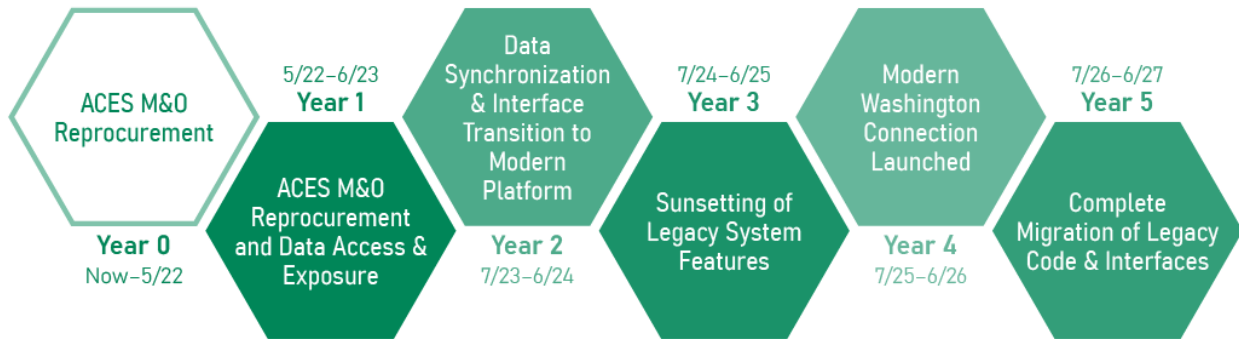 ACES M&O
Reprocurement
Year 0
Now–5/22
5/22–6/23
Year 1
ACES M&O
Reprocurement
and Data Access &
Exposure
Data
Synchronization
& Interface
Transition to
Modern
Platform
Year 2
7/23–6/24
7/24–6/25
Year 3
Sunsetting of
Legacy System
Features
Modern
Washington
Connection
Launched
Year 4
7/25–6/26
7/26–6/27
Year 5
Complete
Migration of Legacy
Code & Interfaces